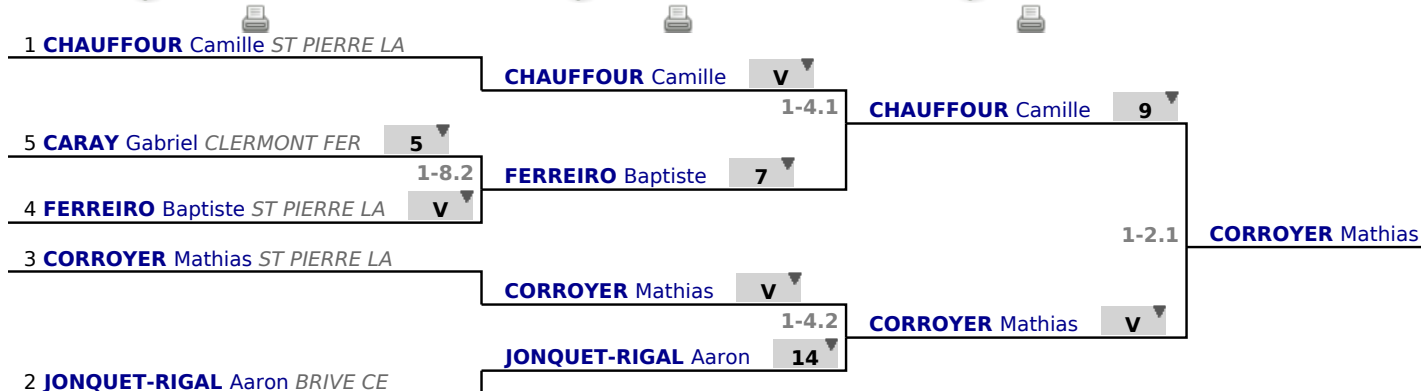 1 CHAUFFOUR Camille ST PIERRE LA
CHAUFFOUR Camille V
1-4.1
CHAUFFOUR Camille 9
5 CARAY Gabriel CLERMONT FER 5
1-8.2
FERREIRO Baptiste 7
4 FERREIRO Baptiste ST PIERRE LA V
1-2.1
CORROYER Mathias
3 CORROYER Mathias ST PIERRE LA
CORROYER Mathias V
1-4.2
CORROYER Mathias V
JONQUET-RIGAL Aaron 14
2 JONQUET-RIGAL Aaron BRIVE CE